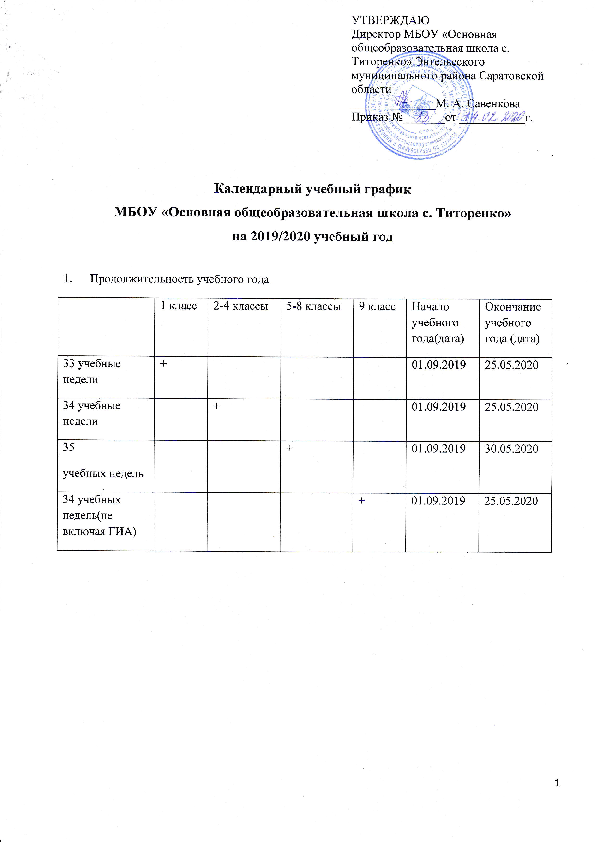 УТВЕРЖДАЮ
Директор МБОУ «Основная
общеобразовательная школа с.
Титоренко» Энгельсского
муниципального района Саратовской
области
М. А. Савенкова
Приказ № от г.
Календарный учебный график
МБОУ «Основная общеобразовательная школа с. Титоренко»
на 2019/2020 учебный год
1. Продолжительность учебного года
1 класс 2-4 классы 5-8 классы 9 класс Начало учебного года(дата) Окончание учебного года (дата)
33 учебные недели + 01.09.2019 25.05.2020
34 учебные недели + 01.09.2019 25.05.2020
35 учебных недель + 01.09.2019 30.05.2020
34 учебных недель(не включая ГИА) + 01.09.2019 25.05.2020
1